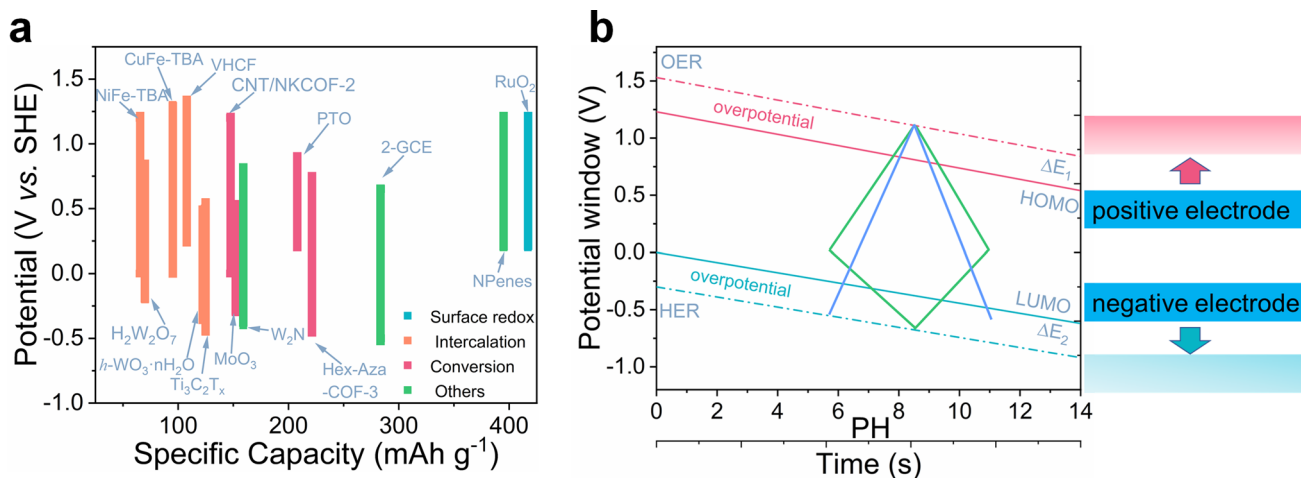 a
Potential (V vs. SHE)
1.5
1.0
0.5
0.0
-0.5
-1.0
CuFe-TBA
VHCF
NiFe-TBA
CNT/NKCOF-2
RuO₂
PTO
2-GCE
NPenes
H₂W₂O₇
h-WO₃·nH₂O
Ti₃C₂Tₓ
MoO₃
W₂N
Hex-Aza
-COF-3
Surface redox
Intercalation
Conversion
Others
100
200
300
400
Specific Capacity (mAh g⁻¹)
b
Potential window (V)
1.5
1.0
0.5
0.0
-0.5
-1.0
OER
overpotential
ΔE₁
HOMO
overpotential
LUMO
HER
ΔE₂
0
2
4
6
8
10
12
14
PH
Time (s)
positive electrode
negative electrode